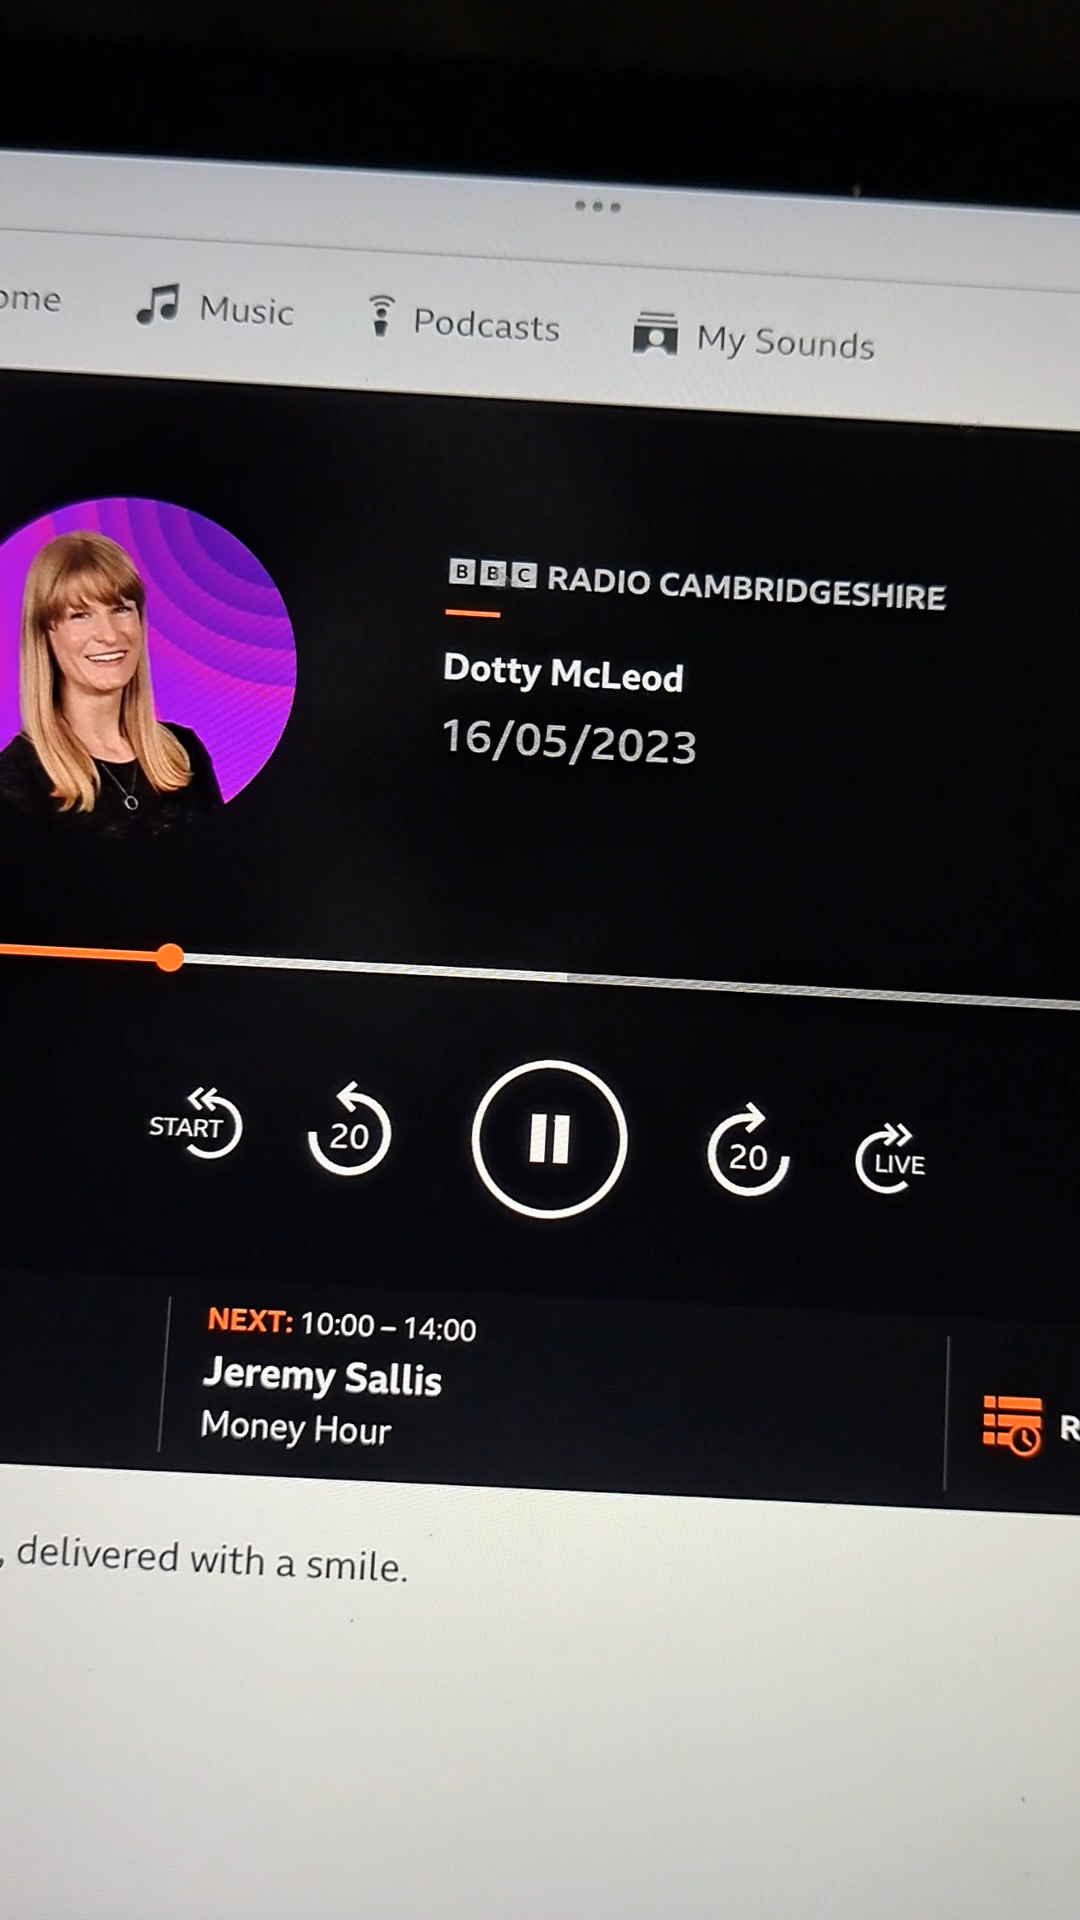 ome Music Podcasts My Sounds
BBC RADIO CAMBRIDGESHIRE
Dotty McLeod
16/05/2023
START 20 20 LIVE
NEXT: 10:00 – 14:00
Jeremy Sallis
Money Hour
R
, delivered with a smile.